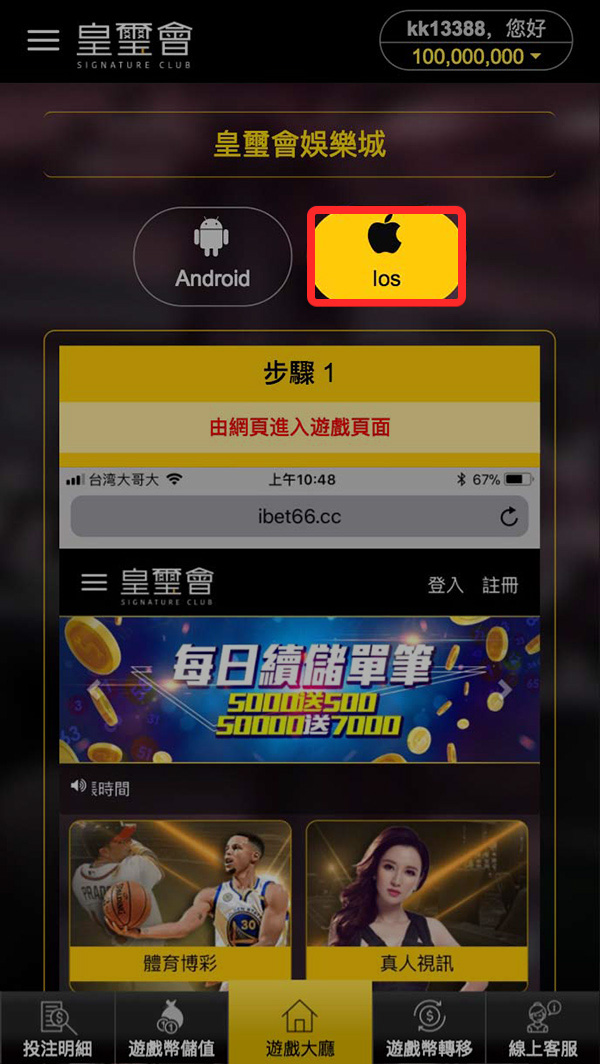 皇璽會
SIGNATURE CLUB
kk13388，您好
100,000,000
皇璽會娛樂城
Android
Ios
步驟 1
由網頁進入遊戲頁面
台湾大哥大
上午10:48
67%
ibet66.cc
皇璽會
SIGNATURE CLUB
登入 註冊
每日續儲單筆
5000送500
50000送7000
時間
30
體育博彩
真人視訊
投注明細
遊戲幣儲值
遊戲大廳
遊戲幣轉移
線上客服